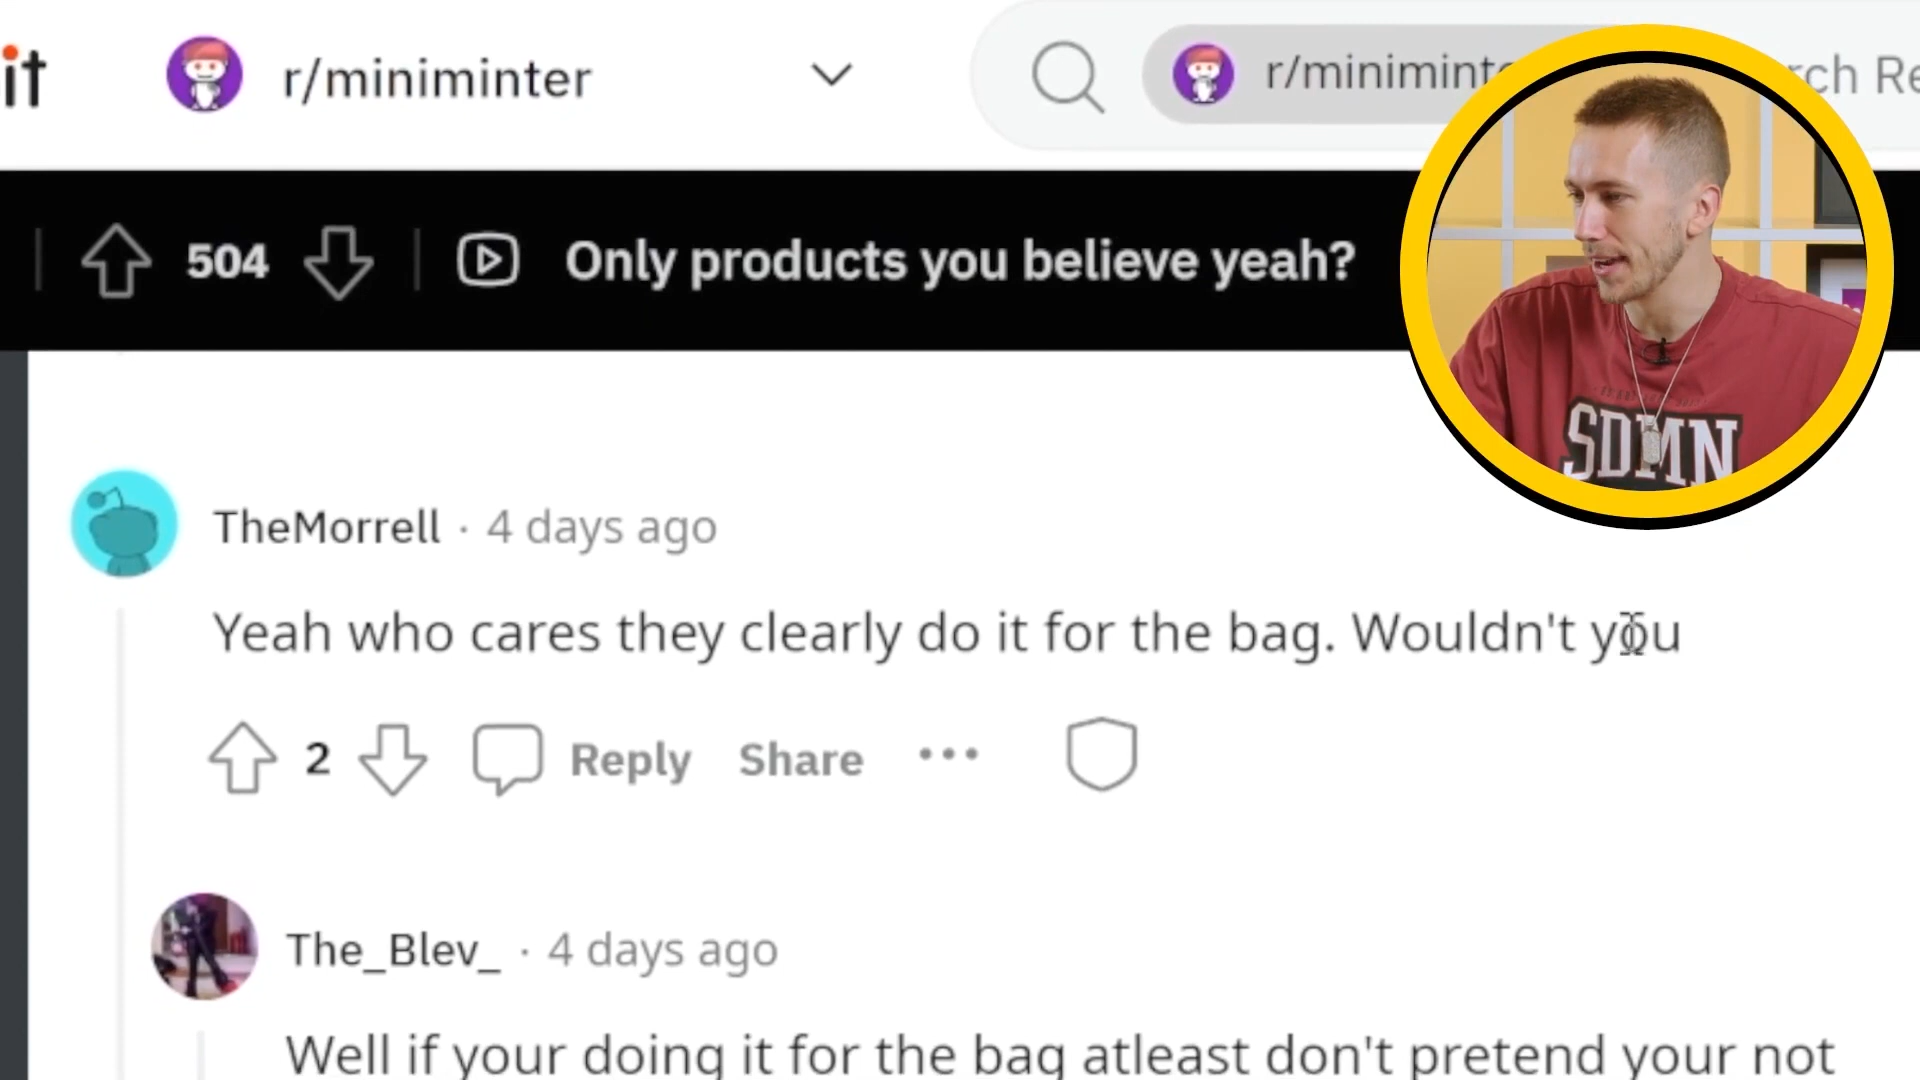 it r/miniminter r/miniminte rch Re
504 Only products you believe yeah?
SDMN
TheMorrell · 4 days ago
Yeah who cares they clearly do it for the bag. Wouldn't you
2 Reply Share ...
The_Blev_ · 4 days ago
Well if your doing it for the bag atleast don't pretend your not